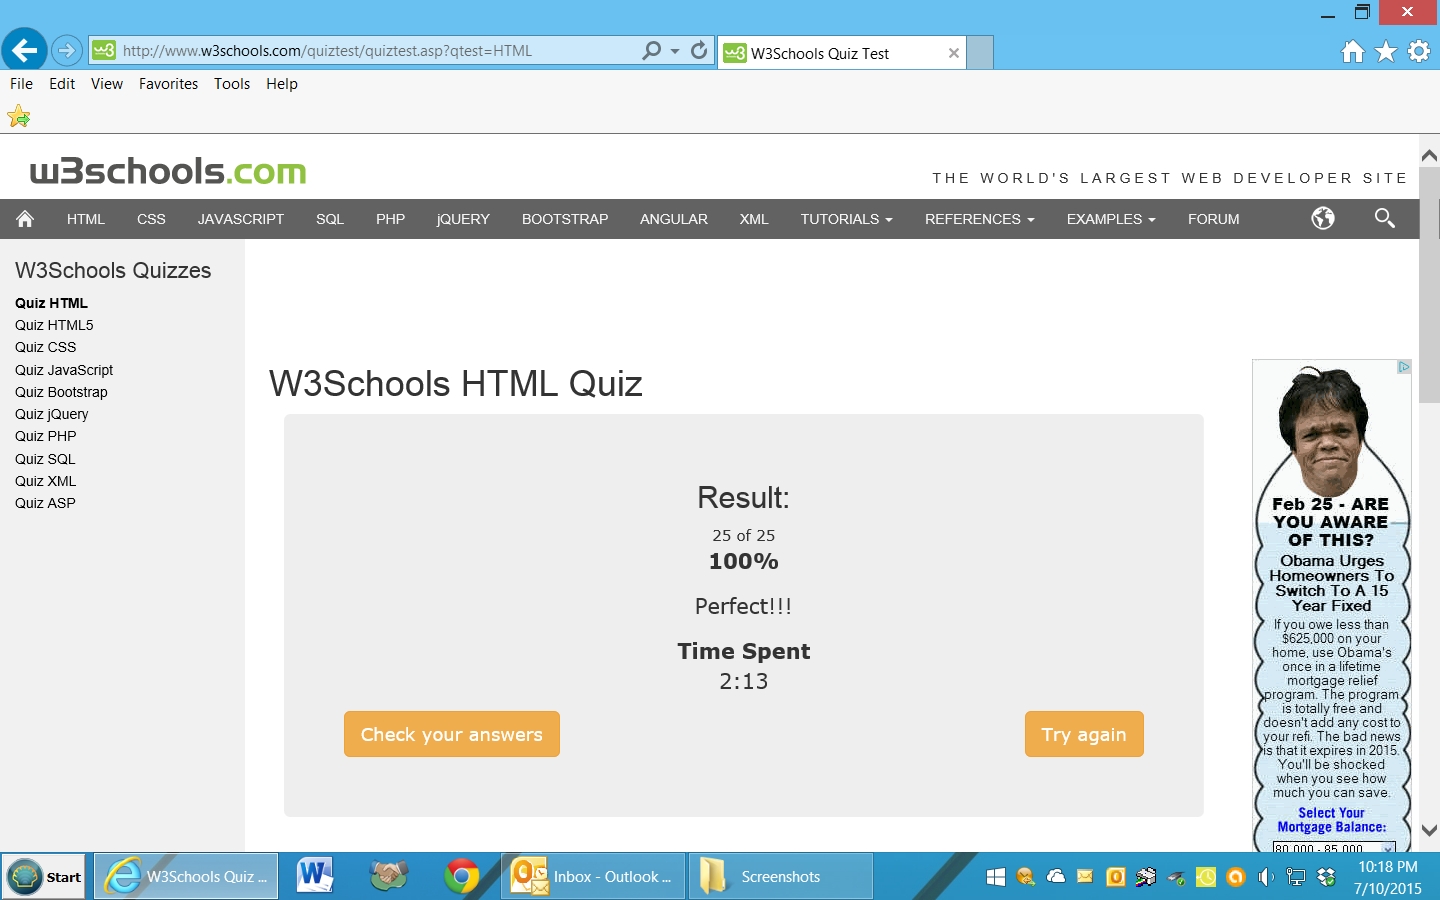 http://www.w3schools.com/quiztest/quiztest.asp?qtest=HTML
W3Schools Quiz Test
File Edit View Favorites Tools Help
w3schools.com
THE WORLD'S LARGEST WEB DEVELOPER SITE
HTML CSS JAVASCRIPT SQL PHP jQUERY BOOTSTRAP ANGULAR XML TUTORIALS REFERENCES EXAMPLES FORUM
W3Schools Quizzes
Quiz HTML
Quiz HTML5
Quiz CSS
Quiz JavaScript
Quiz Bootstrap
Quiz jQuery
Quiz PHP
Quiz SQL
Quiz XML
Quiz ASP
W3Schools HTML Quiz
Result:
25 of 25
100%
Perfect!!!
Time Spent
2:13
Check your answers
Try again
Feb 25 - ARE
YOU AWARE
OF THIS?
Obama Urges
Homeowners To
Switch To A 15
Year Fixed
If you owe less than
$625,000 on your
home, use Obama's
once in a lifetime
mortgage relief
program. The program
is totally free and
doesn't add any cost to
your refi. The bad news
is that it expires in 2015.
You'll be shocked
when you see how
much you can save.
Select Your
Mortgage Balance:
80,000 - 85,000
Start
W3Schools Quiz ...
Inbox - Outlook ...
Screenshots
10:18 PM
7/10/2015